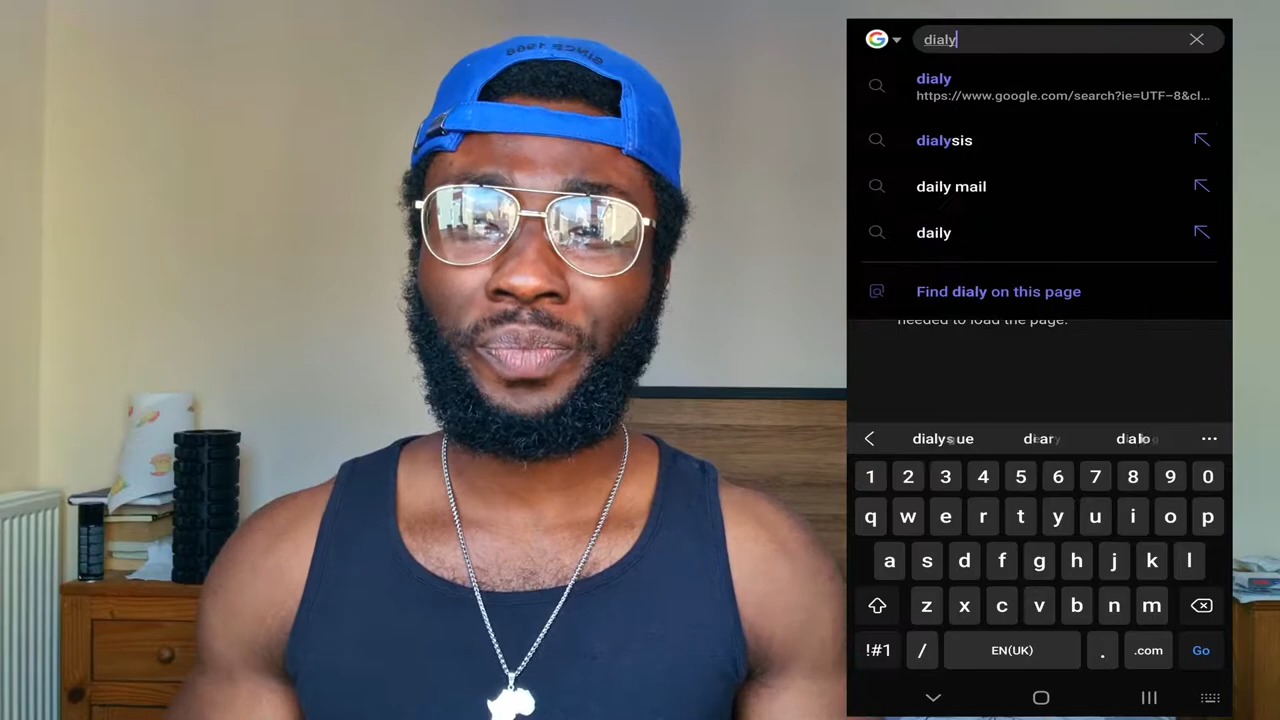 SINCE 1998
dialy
dialy
https://www.google.com/search?ie=UTF-8&cl...
dialysis
daily mail
daily
Find dialy on this page
needed to load the page.
1 2 3 4 5 6 7 8 9 0
q w e r t y u i o p
a s d f g h j k l
z x c v b n m
!#1 / EN(UK) . .com Go